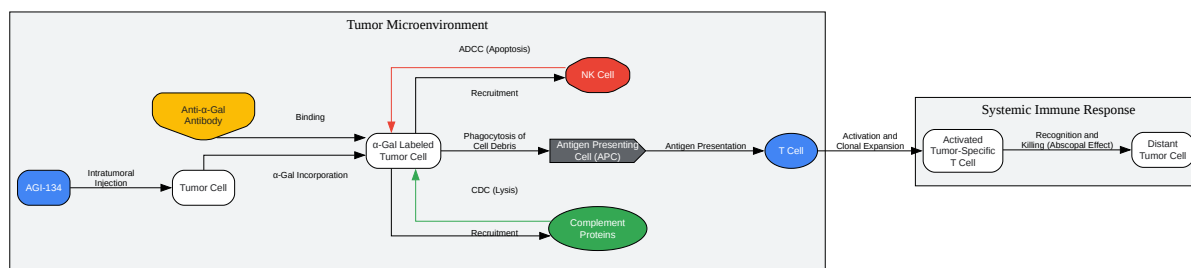 Tumor Microenvironment
ADCC (Apoptosis)
NK Cell
Recruitment
Anti-α-Gal
Antibody
Binding
α-Gal Labeled
Tumor Cell
Phagocytosis of
Cell Debris
Antigen Presenting
Cell (APC)
Antigen Presentation
T Cell
Activation and
Clonal Expansion
Systemic Immune Response
Activated
Tumor-Specific
T Cell
Recognition and
Killing (Abscopal Effect)
Distant
Tumor Cell
AGI-134
Intratumoral
Injection
Tumor Cell
α-Gal Incorporation
CDC (Lysis)
Complement
Proteins
Recruitment